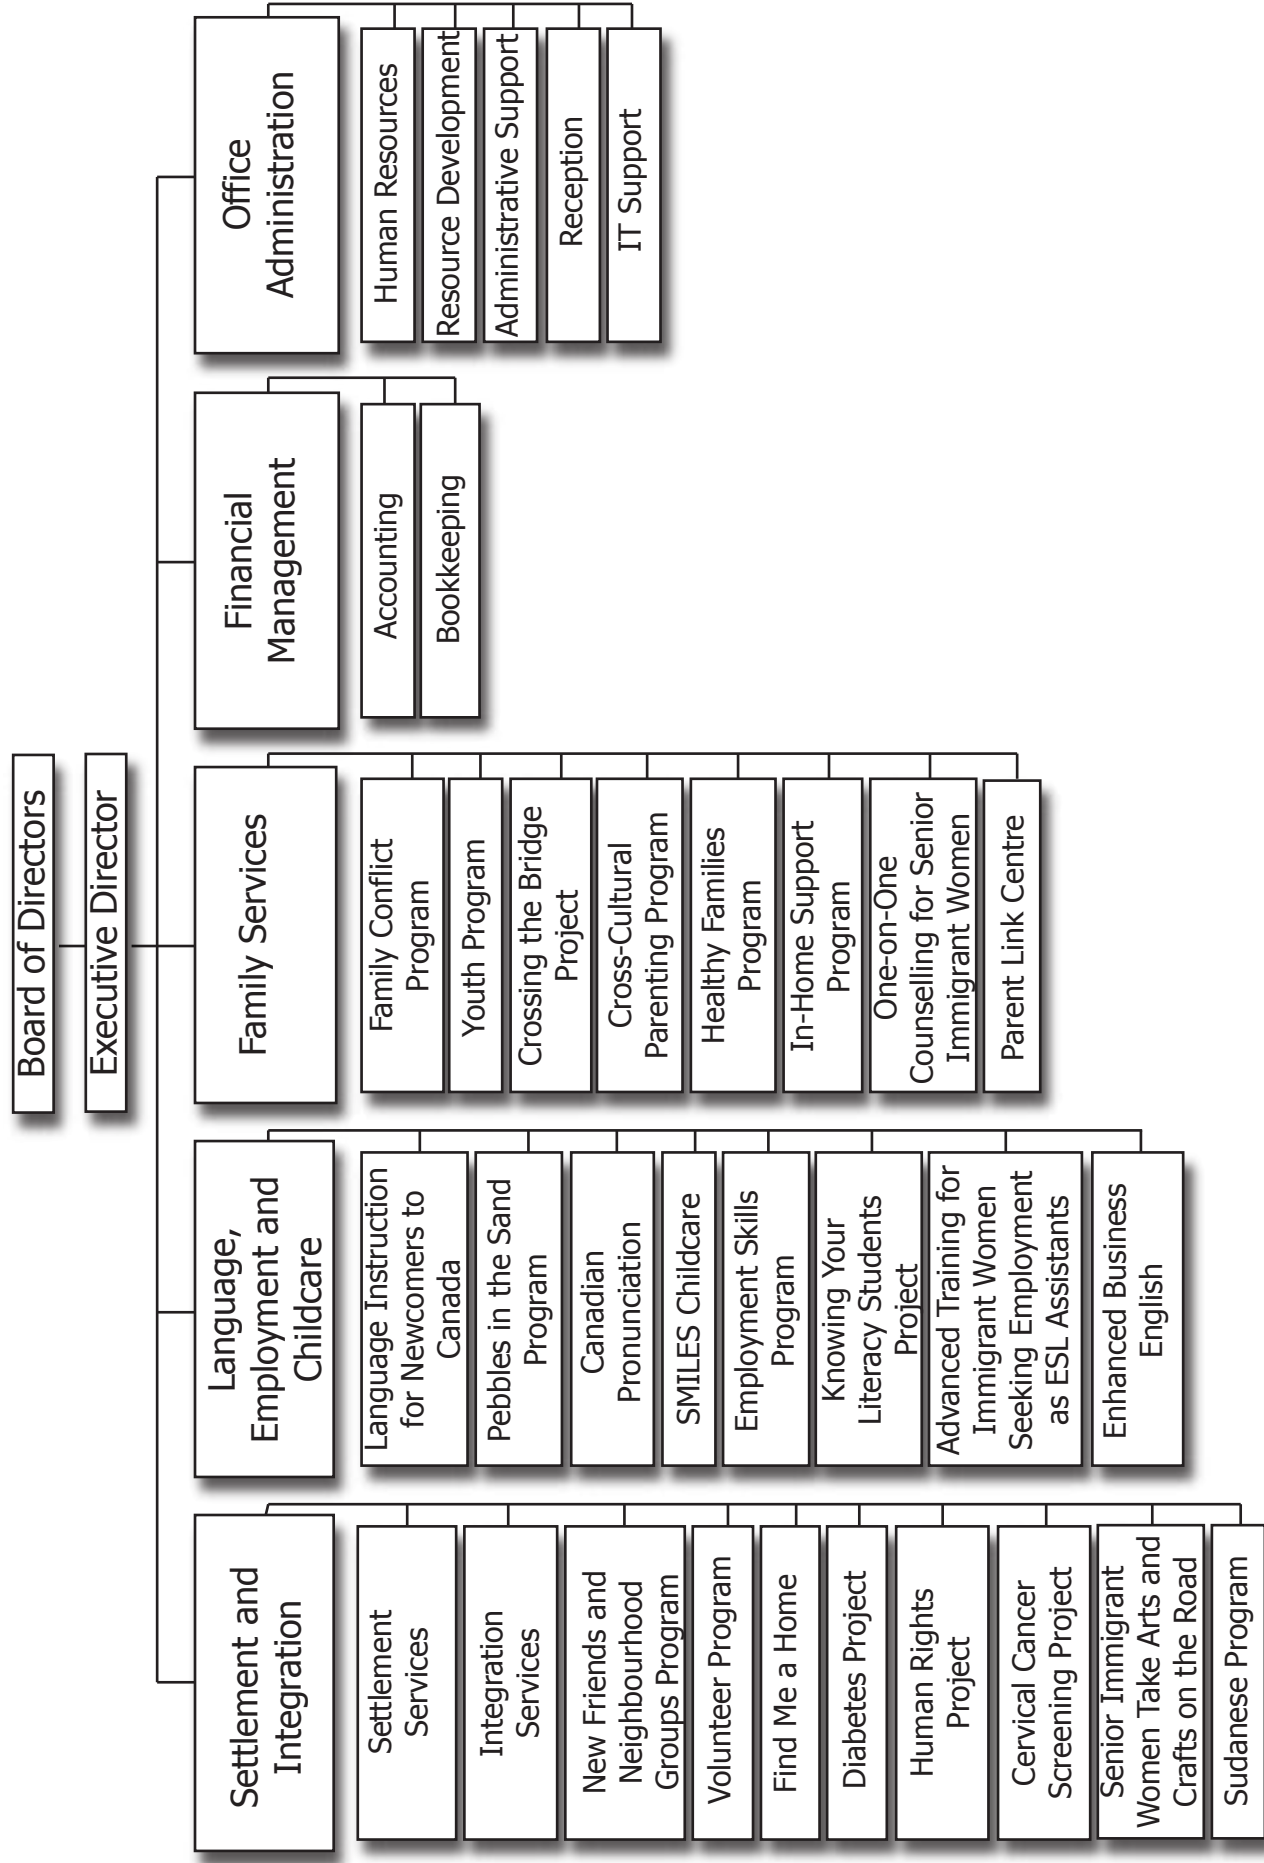 Board of Directors
Executive Director
Settlement and
Integration
Settlement
Services
Integration
Services
New Friends and
Neighbourhood
Groups Program
Volunteer Program
Find Me a Home
Diabetes Project
Human Rights
Project
Cervical Cancer
Screening Project
Senior Immigrant
Women Take Arts and
Crafts on the Road
Sudanese Program
Language,
Employment and
Childcare
Language Instruction
for Newcomers to
Canada
Pebbles in the Sand
Program
Canadian
Pronunciation
SMILES Childcare
Employment Skills
Program
Knowing Your
Literacy Students
Project
Advanced Training for
Immigrant Women
Seeking Employment
as ESL Assistants
Enhanced Business
English
Family Services
Family Conflict
Program
Youth Program
Crossing the Bridge
Project
Cross-Cultural
Parenting Program
Healthy Families
Program
In-Home Support
Program
One-on-One
Counselling for Senior
Immigrant Women
Parent Link Centre
Financial
Management
Accounting
Bookkeeping
Office
Administration
Human Resources
Resource Development
Administrative Support
Reception
IT Support